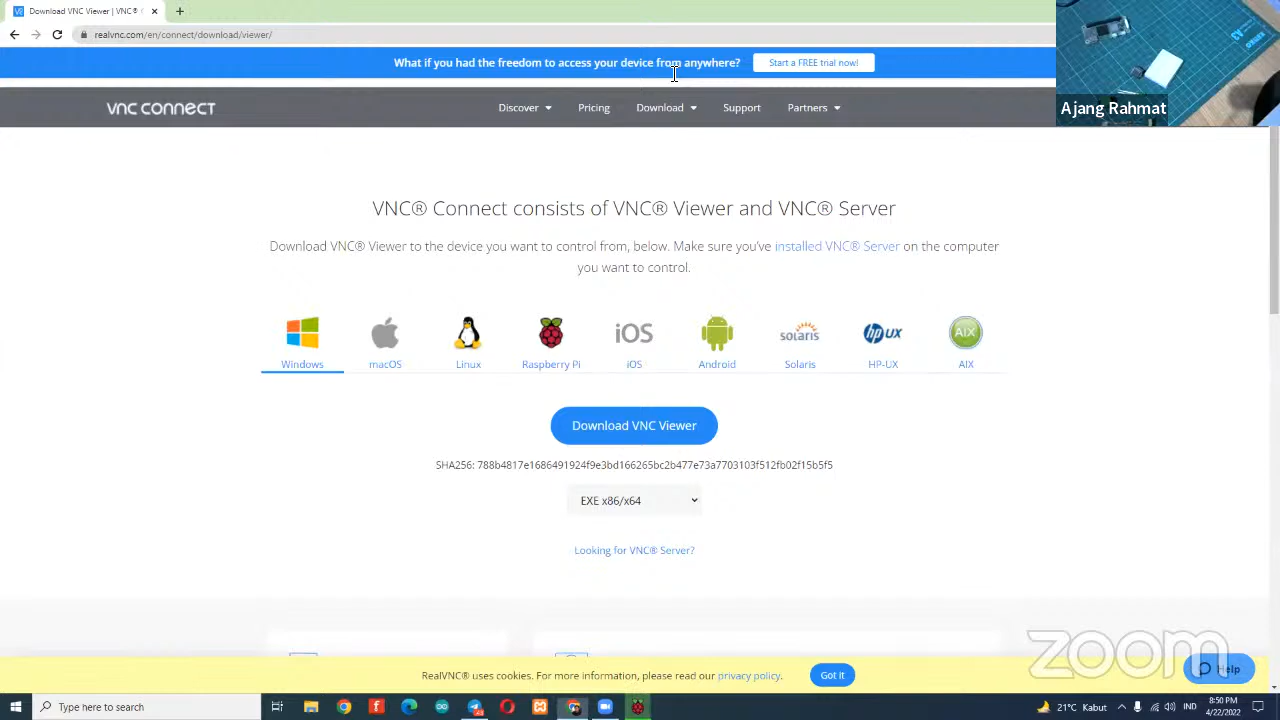 Download VNC Viewer | VNC®
realvnc.com/en/connect/download/viewer/
What if you had the freedom to access your device from anywhere?
Start a FREE trial now!
Ajang Rahmat
vnc connect
Discover
Pricing
Download
Support
Partners
VNC® Connect consists of VNC® Viewer and VNC® Server
Download VNC® Viewer to the device you want to control from, below. Make sure you've installed VNC® Server on the computer
you want to control.
iOS
solaris
hp UX
AIX
Windows
macOS
Linux
Raspberry Pi
iOS
Android
Solaris
HP-UX
AIX
Download VNC Viewer
SHA256: 788b4817e1686491924f9e3bd166265bc2b477e73a7703103f512fb02f15b5f5
EXE x86/x64
Looking for VNC® Server?
zoom
Help
RealVNC® uses cookies. For more information, please read our privacy policy.
Got it
Type here to search
21°C Kabut
IND
8:50 PM
4/22/2022